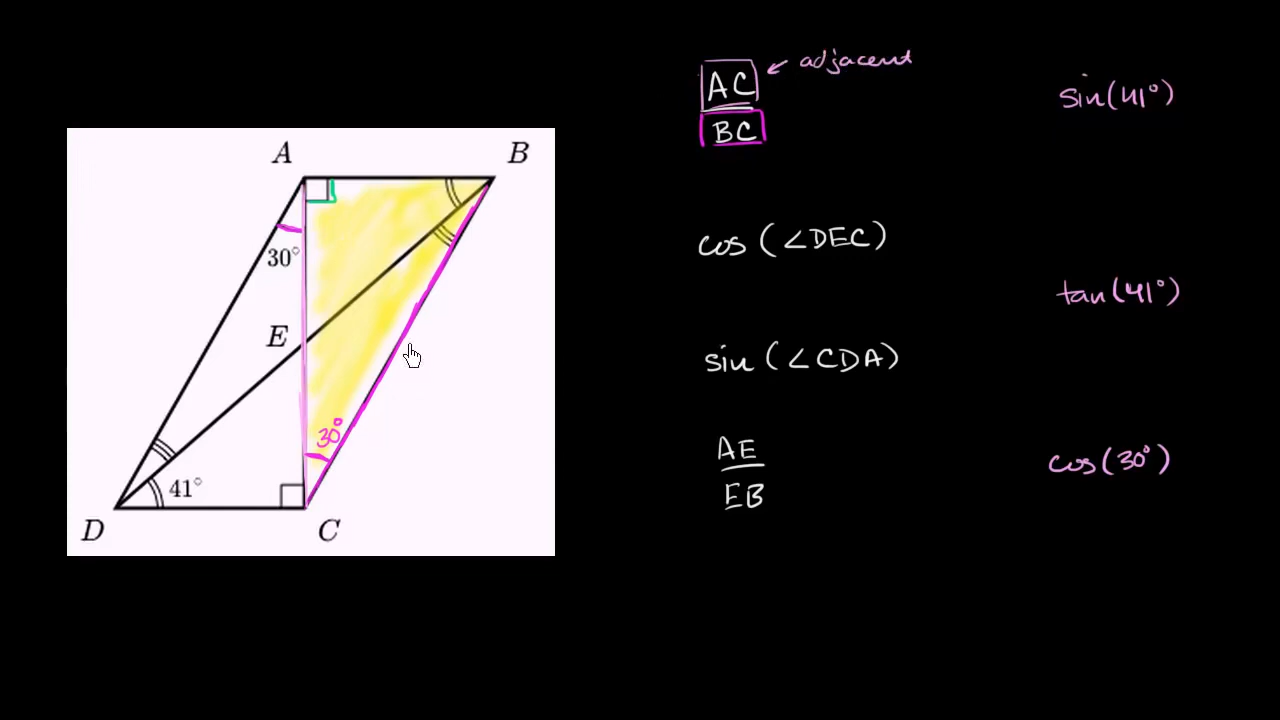 AC
BC
adjacent
sin(41°)
A
B
30°
cos (∠DEC)
tan(41°)
E
sin (∠CDA)
30°
AE
EB
cos(30°)
41°
D
C